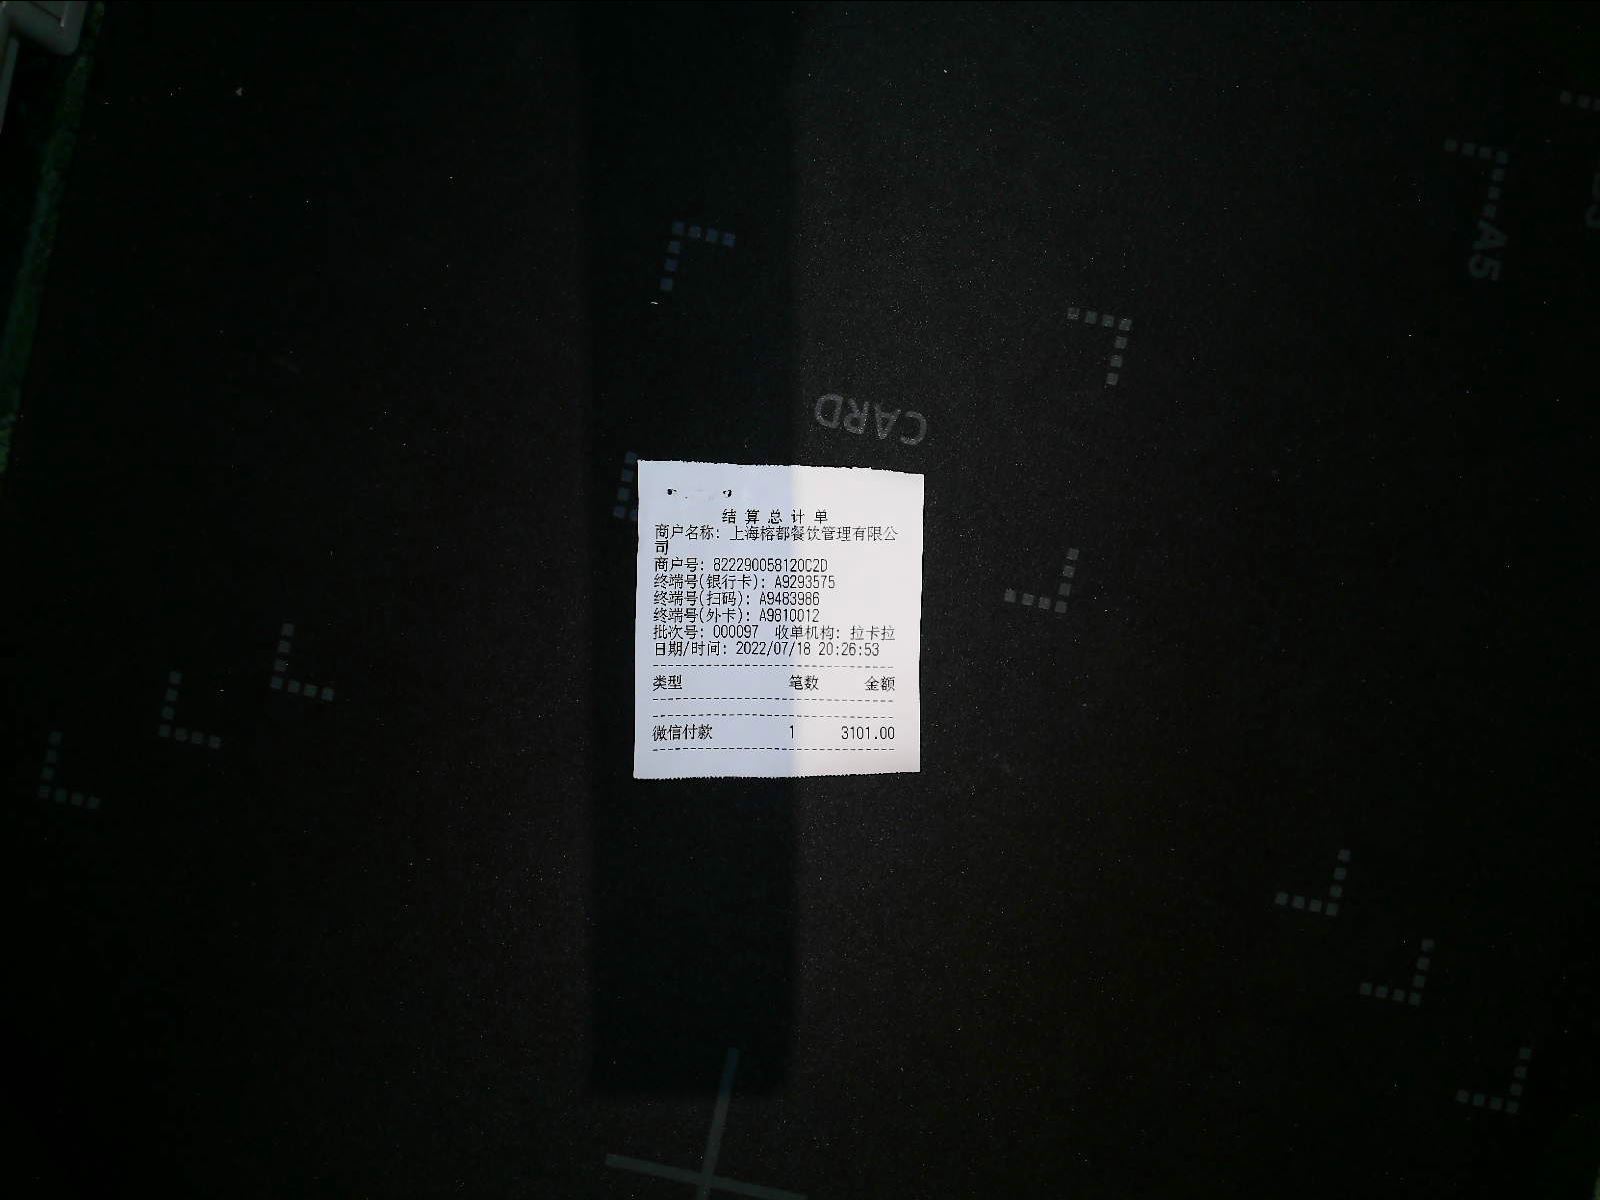 A5
CARD
结算总计单
商户名称: 上海榕都餐饮管理有限公
司
商户号: 822290058120C2D
终端号(银行卡): A9293575
终端号(扫码): A9483986
终端号(外卡): A9810012
批次号: 000097 收单机构: 拉卡拉
日期/时间: 2022/07/18 20:26:53
类型 笔数 金额
微信付款 1 3101.00